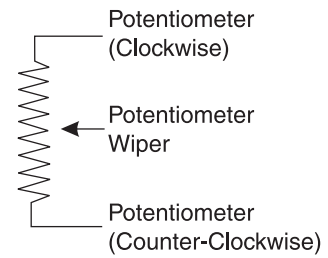 Potentiometer
(Clockwise)
Potentiometer
Wiper
Potentiometer
(Counter-Clockwise)